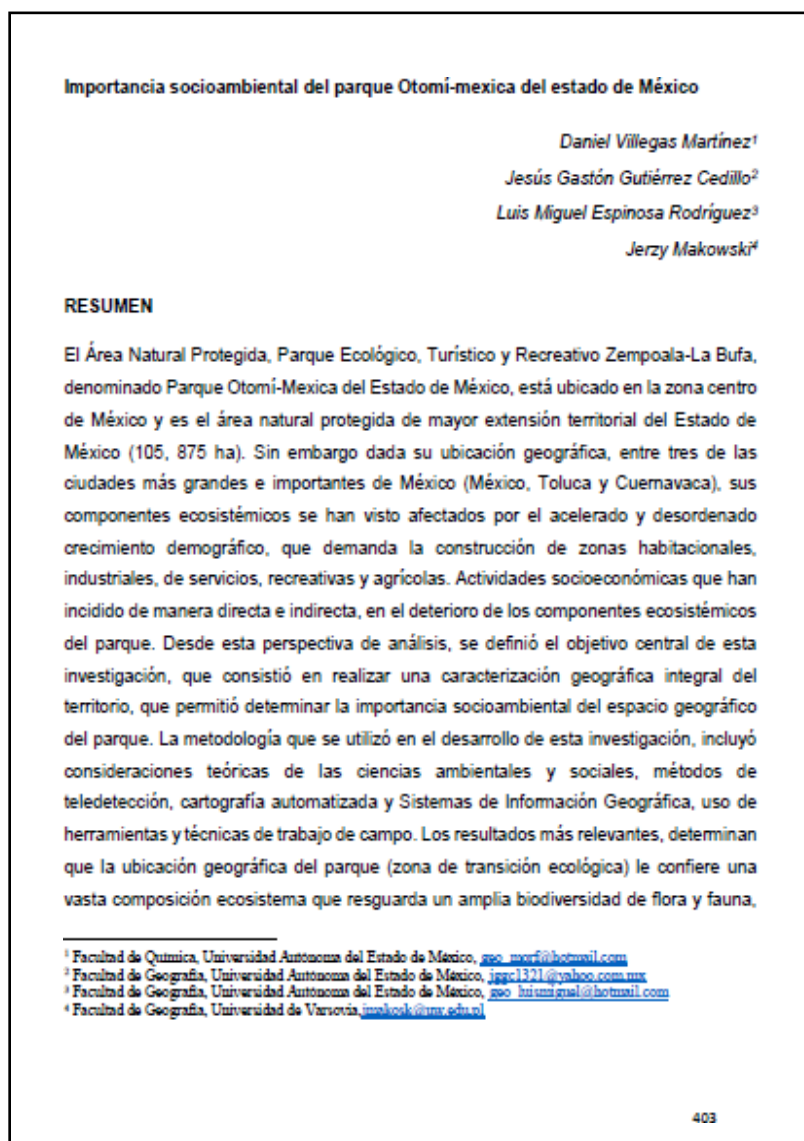 Importancia socioambiental del parque Otomí-mexica del estado de México
Daniel Villegas Martínez¹
Jesús Gastón Gutiérrez Cedillo²
Luis Miguel Espinosa Rodríguez³
Jerzy Makowski⁴
RESUMEN
El Área Natural Protegida, Parque Ecológico, Turístico y Recreativo Zempoala-La Bufa,
denominado Parque Otomí-Mexica del Estado de México, está ubicado en la zona centro
de México y es el área natural protegida de mayor extensión territorial del Estado de
México (105, 875 ha). Sin embargo dada su ubicación geográfica, entre tres de las
ciudades más grandes e importantes de México (México, Toluca y Cuernavaca), sus
componentes ecosistémicos se han visto afectados por el acelerado y desordenado
crecimiento demográfico, que demanda la construcción de zonas habitacionales,
industriales, de servicios, recreativas y agrícolas. Actividades socioeconómicas que han
incidido de manera directa e indirecta, en el deterioro de los componentes ecosistémicos
del parque. Desde esta perspectiva de análisis, se definió el objetivo central de esta
investigación, que consistió en realizar una caracterización geográfica integral del
territorio, que permitió determinar la importancia socioambiental del espacio geográfico
del parque. La metodología que se utilizó en el desarrollo de esta investigación, incluyó
consideraciones teóricas de las ciencias ambientales y sociales, métodos de
teledetección, cartografía automatizada y Sistemas de Información Geográfica, uso de
herramientas y técnicas de trabajo de campo. Los resultados más relevantes, determinan
que la ubicación geográfica del parque (zona de transición ecológica) le confiere una
vasta composición ecosistema que resguarda un amplia biodiversidad de flora y fauna,
¹ Facultad de Química, Universidad Autónoma del Estado de México, geo_morf@hotmail.com
² Facultad de Geografía, Universidad Autónoma del Estado de México, jggc1321@yahoo.com.mx
³ Facultad de Geografía, Universidad Autónoma del Estado de México, geo_luismiguel@hotmail.com
⁴ Facultad de Geografía, Universidad de Varsovia,
403